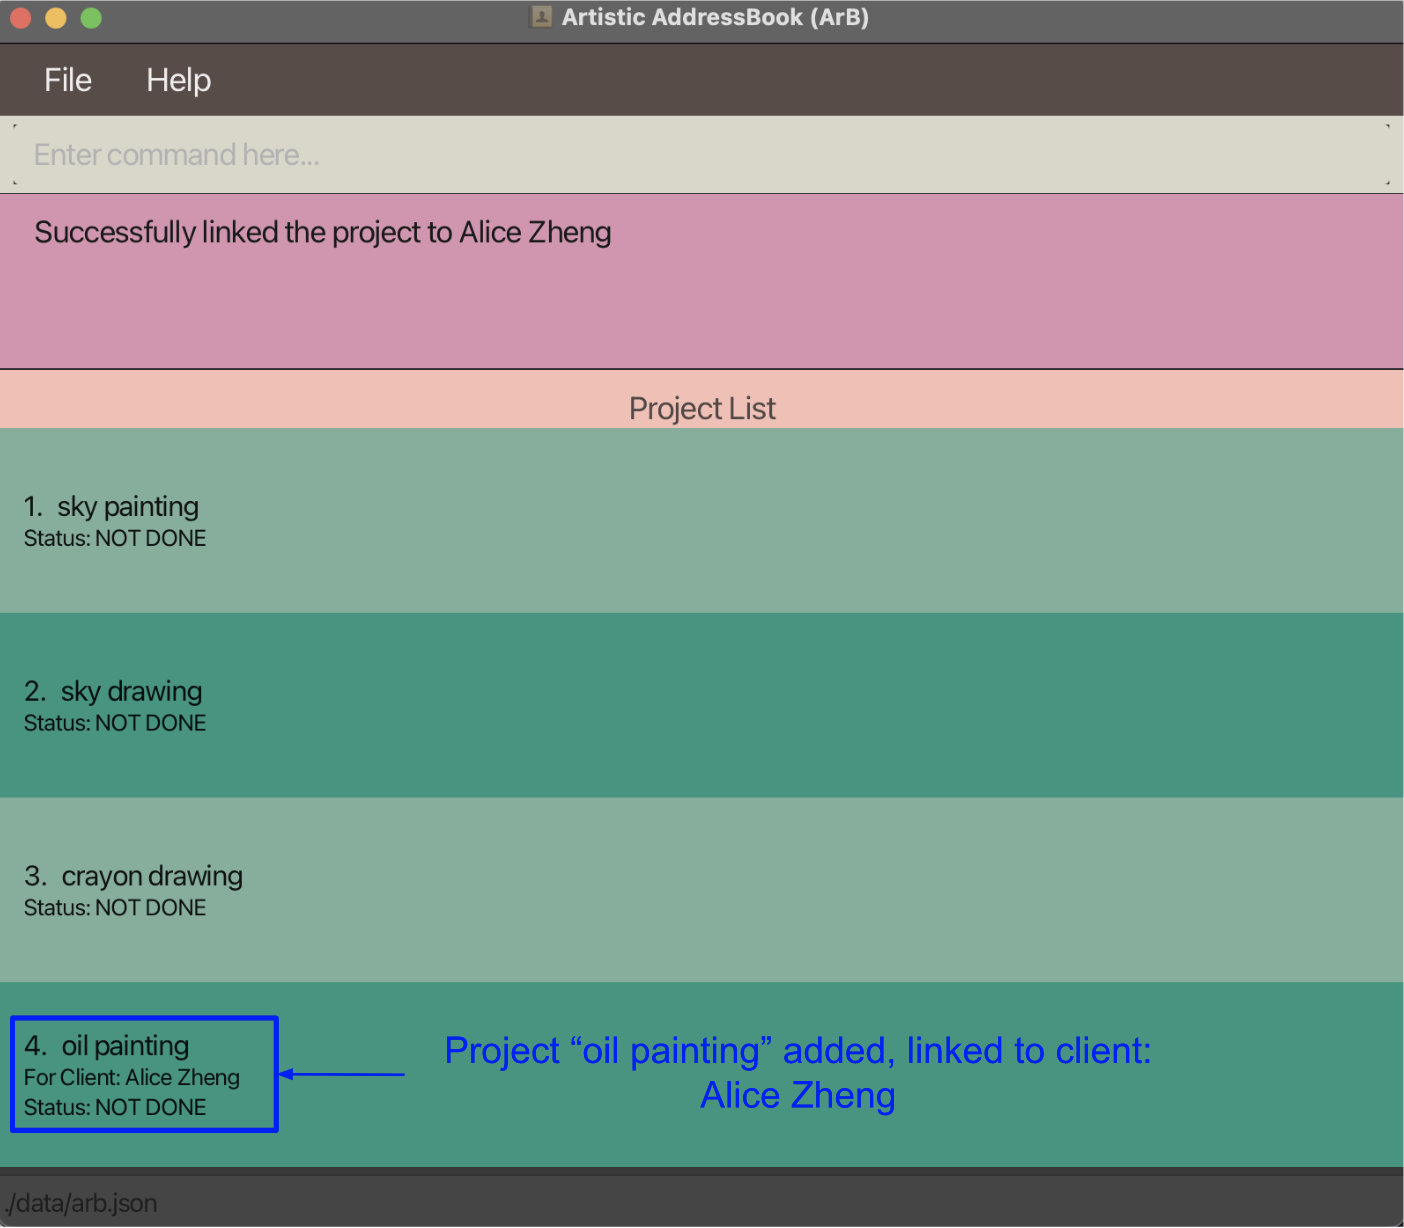 Artistic AddressBook (ArB)
File Help
Enter command here...
Successfully linked the project to Alice Zheng
Project List
1. sky painting
Status: NOT DONE
2. sky drawing
Status: NOT DONE
3. crayon drawing
Status: NOT DONE
4. oil painting
For Client: Alice Zheng
Status: NOT DONE
Project “oil painting” added, linked to client:
Alice Zheng
./data/arb.json